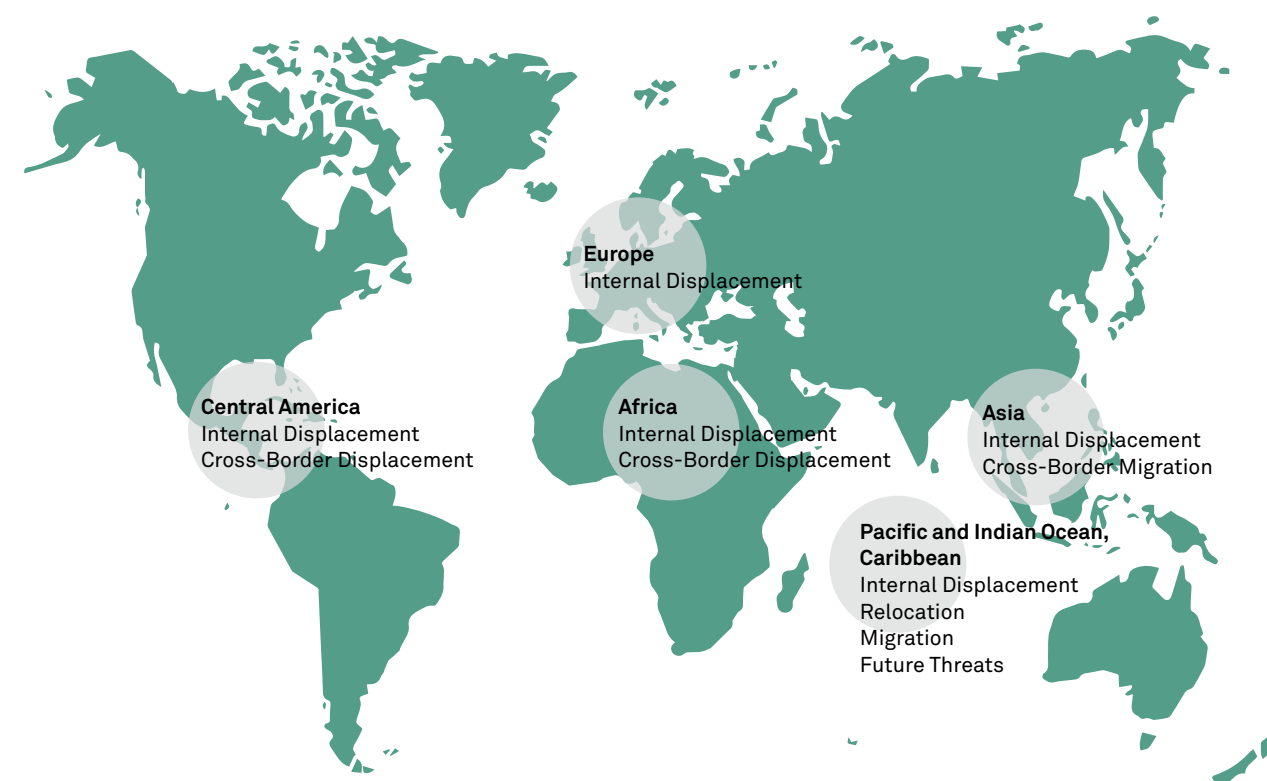 Europe
Internal Displacement
Central America
Internal Displacement
Cross-Border Displacement
Africa
Internal Displacement
Cross-Border Displacement
Asia
Internal Displacement
Cross-Border Migration
Pacific and Indian Ocean,
Caribbean
Internal Displacement
Relocation
Migration
Future Threats